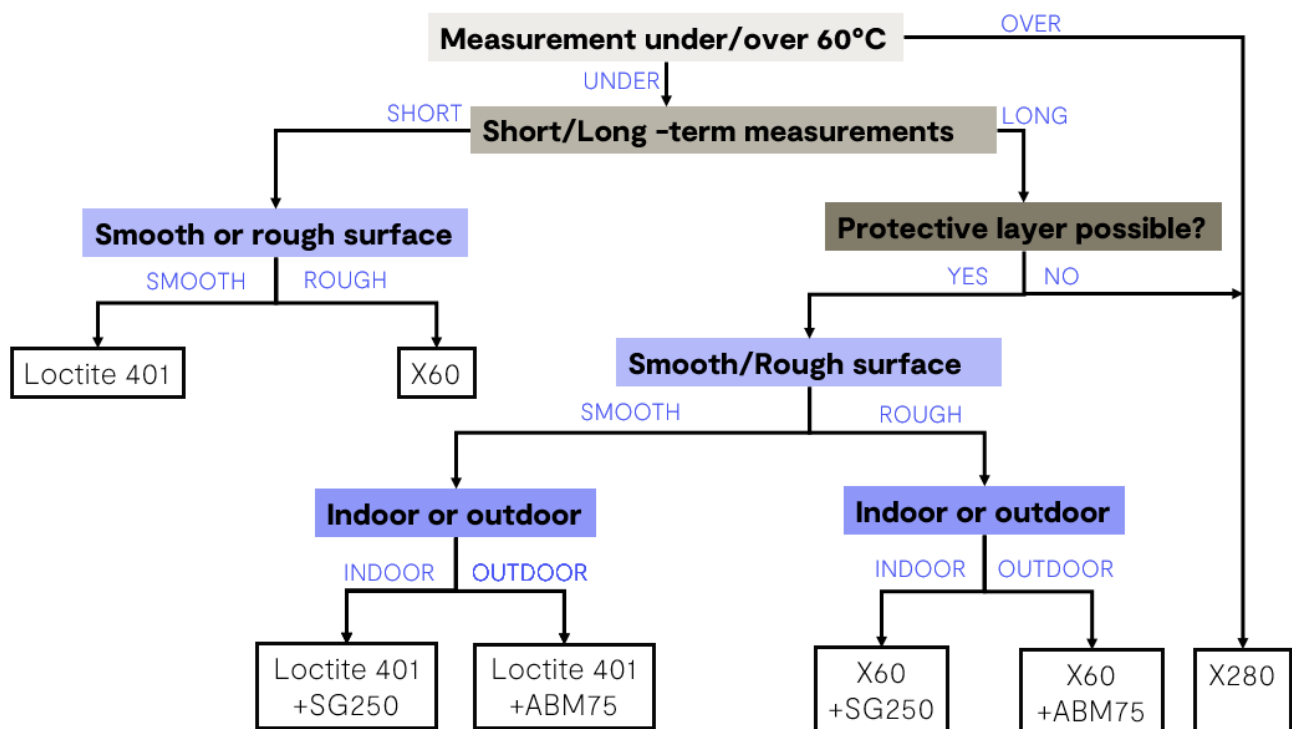 Measurement under/over 60°C
OVER
UNDER
SHORT
Short/Long -term measurements
LONG
Smooth or rough surface
Protective layer possible?
SMOOTH
ROUGH
YES
NO
Loctite 401
X60
Smooth/Rough surface
SMOOTH
ROUGH
Indoor or outdoor
Indoor or outdoor
INDOOR
OUTDOOR
INDOOR
OUTDOOR
Loctite 401
+SG250
Loctite 401
+ABM75
X60
+SG250
X60
+ABM75
X280